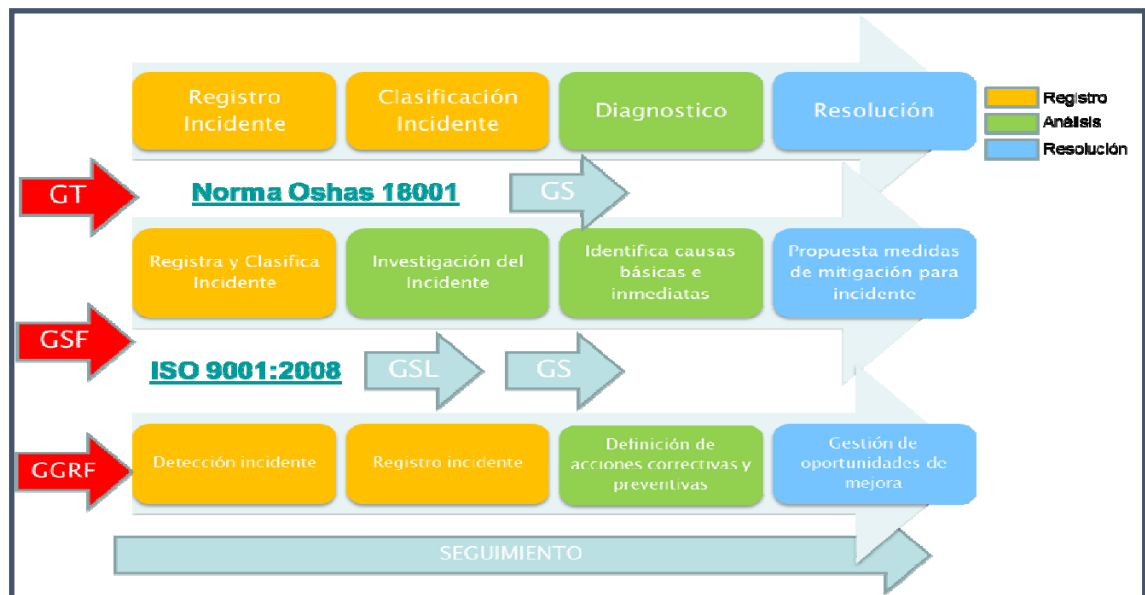 Registro
Incidente
Clasificación
Incidente
Diagnostico
Resolución
Registro
Análisis
Resolución
GT
Norma Oshas 18001
GS
Registra y Clasifica
Incidente
Investigación del
Incidente
Identifica causas
básicas e
inmediatas
Propuesta medidas
de mitigación para
incidente
GSF
ISO 9001:2008
GSL
GS
GGRF
Detección incidente
Registro incidente
Definición de
acciones correctivas y
preventivas
Gestión de
oportunidades de
mejora
SEGUIMIENTO